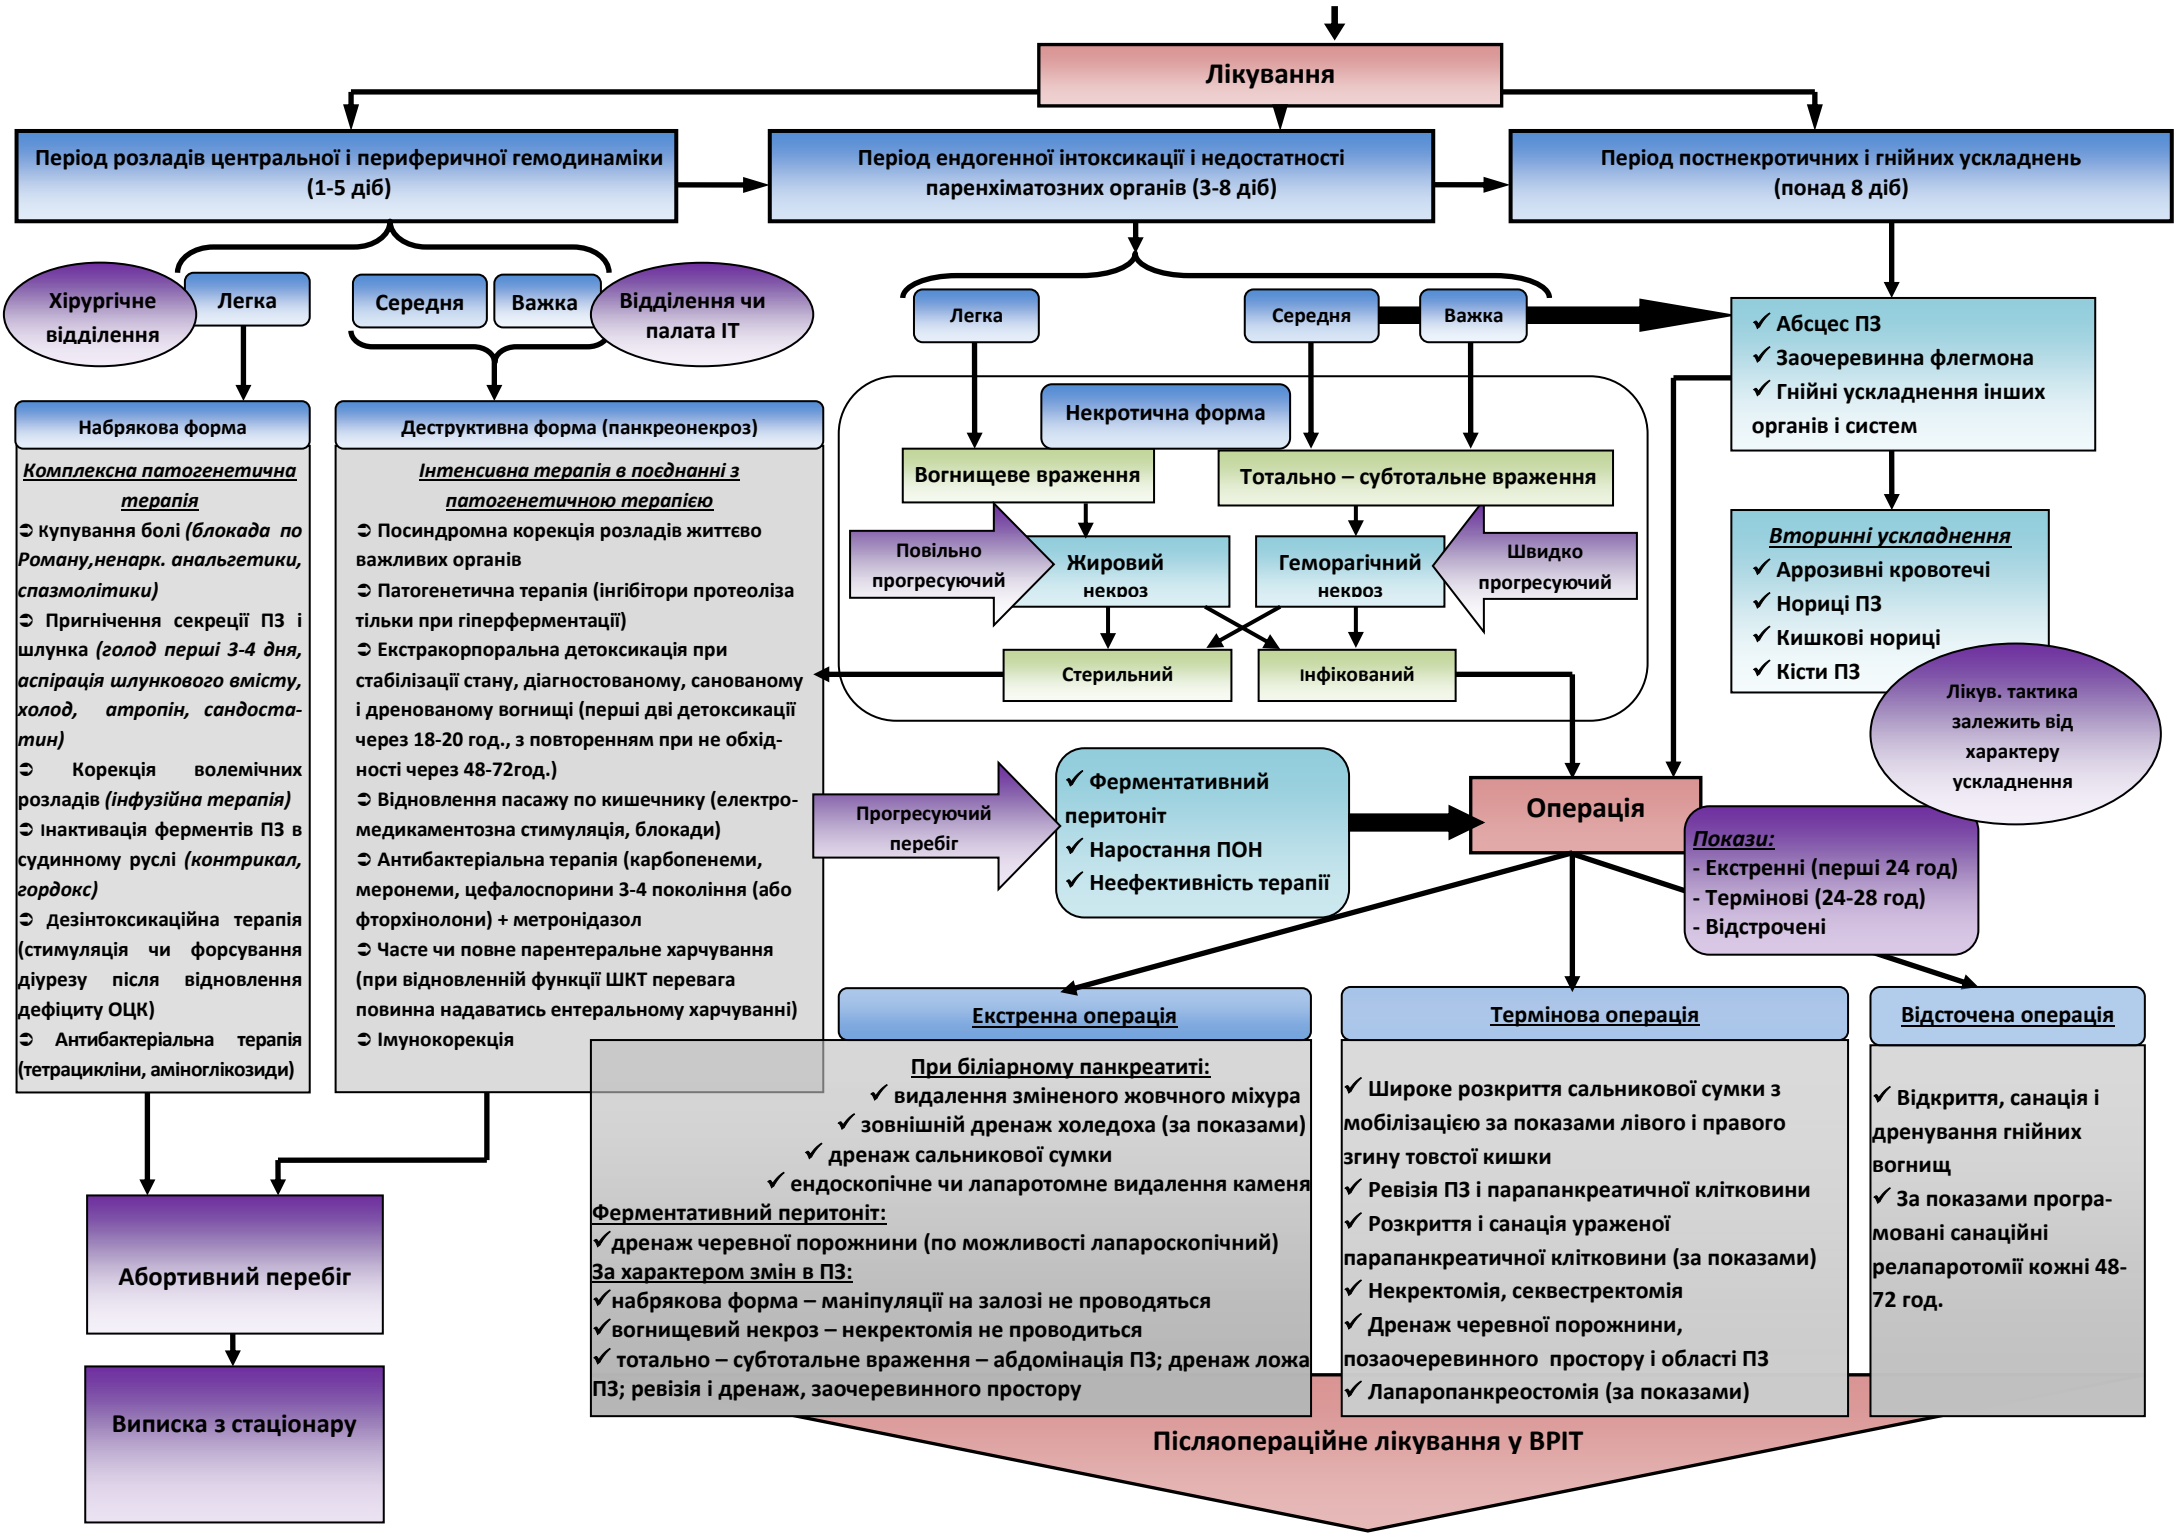 Лікування
Період розладів центральної і периферичної гемодинаміки
(1-5 діб)
Період ендогенної інтоксикації і недостатності
паренхіматозних органів (3-8 діб)
Період постнекротичних і гнійних ускладнень
(понад 8 діб)
Хірургічне
відділення
Легка
Середня
Важка
Відділення чи
палата ІТ
Легка
Середня
Важка
✓ Абсцес ПЗ
✓ Заочеревинна флегмона
✓ Гнійні ускладнення інших
органів і систем
Набрякова форма
Комплексна патогенетична
терапія
➲ Купування болі (блокада по
Роману,ненарк. анальгетики,
спазмолітики)
➲ Пригнічення секреції ПЗ і
шлунка (голод перші 3-4 дня,
аспірація шлункового вмісту,
холод, атропін, сандоста-
тин)
➲ Корекція волемічних
розладів (інфузійна терапія)
➲ Інактивація ферментів ПЗ в
судинному руслі (контрикал,
гордокс)
➲ Дезінтоксикаційна терапія
(стимуляція чи форсування
діурезу після відновлення
дефіциту ОЦК)
➲ Антибактеріальна терапія
(тетрацикліни, аміноглікозиди)
Деструктивна форма (панкреонекроз)
Інтенсивна терапія в поєднанні з
патогенетичною терапією
➲ Посиндромна корекція розладів життєво
важливих органів
➲ Патогенетична терапія (інгібітори протеоліза
тільки при гіперферментації)
➲ Екстракорпоральна детоксикація при
стабілізації стану, діагностованому, санованому
і дренованому вогнищі (перші дві детоксикації
через 18-20 год., з повторенням при не обхід-
ності через 48-72год.)
➲ Відновлення пасажу по кишечнику (електро-
медикаментозна стимуляція, блокади)
➲ Антибактеріальна терапія (карбопенеми,
меронеми, цефалоспорини 3-4 покоління (або
фторхінолони) + метронідазол
➲ Часте чи повне парентеральне харчування
(при відновленній функції ШКТ перевага
повинна надаватись ентеральному харчуванні)
➲ Імунокорекція
Некротична форма
Вогнищеве враження
Тотально – субтотальне враження
Повільно
прогресуючий
Жировий
некроз
Геморагічний
некроз
Швидко
прогресуючий
Стерильний
Інфікований
Вторинні ускладнення
✓ Аррозивні кровотечі
✓ Нориці ПЗ
✓ Кишкові нориці
✓ Кісти ПЗ
Лікув. тактика
залежить від
характеру
ускладнення
Прогресуючий
перебіг
✓ Ферментативний
перитоніт
✓ Наростання ПОН
✓ Неефективність терапії
Операція
Покази:
- Екстренні (перші 24 год)
- Термінові (24-28 год)
- Відстрочені
Екстренна операція
При біліарному панкреатиті:
✓ видалення зміненого жовчного міхура
✓ зовнішній дренаж холедоха (за показами)
✓ дренаж сальникової сумки
✓ ендоскопічне чи лапаротомне видалення каменя
Ферментативний перитоніт:
✓дренаж черевної порожнини (по можливості лапароскопічний)
За характером змін в ПЗ:
✓набрякова форма – маніпуляції на залозі не проводяться
✓вогнищевий некроз – некректомія не проводиться
✓ тотально – субтотальне враження – абдомінація ПЗ; дренаж ложа
ПЗ; ревізія і дренаж, заочеревинного простору
Термінова операція
✓ Широке розкриття сальникової сумки з
мобілізацією за показами лівого і правого
згину товстої кишки
✓ Ревізія ПЗ і парапанкреатичної клітковини
✓ Розкриття і санація ураженої
парапанкреатичної клітковини (за показами)
✓ Некректомія, секвестректомія
✓ Дренаж черевної порожнини,
позаочеревинного простору і області ПЗ
✓ Лапаропанкреостомія (за показами)
Відсточена операція
✓ Відкриття, санація і
дренування гнійних
вогнищ
✓ За показами програ-
мовані санаційні
релапаротомії кожні 48-
72 год.
Абортивний перебіг
Виписка з стаціонару
Післяопераційне лікування у ВРІТ